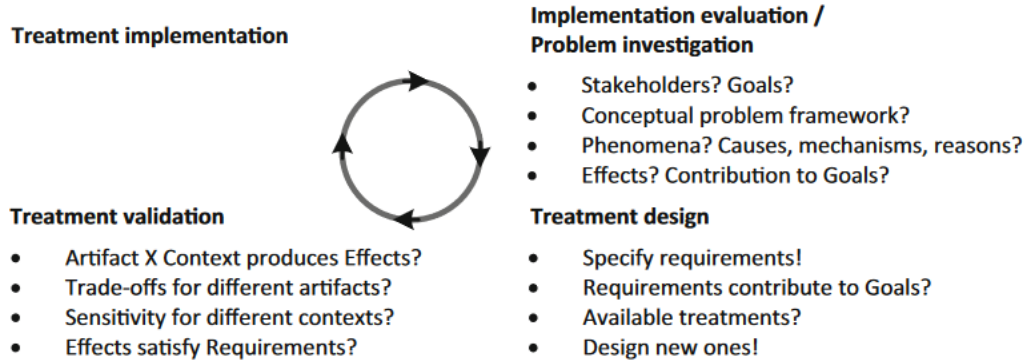 Treatment implementation
Implementation evaluation /
Problem investigation
• Stakeholders? Goals?
• Conceptual problem framework?
• Phenomena? Causes, mechanisms, reasons?
• Effects? Contribution to Goals?
Treatment validation
• Artifact X Context produces Effects?
• Trade-offs for different artifacts?
• Sensitivity for different contexts?
• Effects satisfy Requirements?
Treatment design
• Specify requirements!
• Requirements contribute to Goals?
• Available treatments?
• Design new ones!